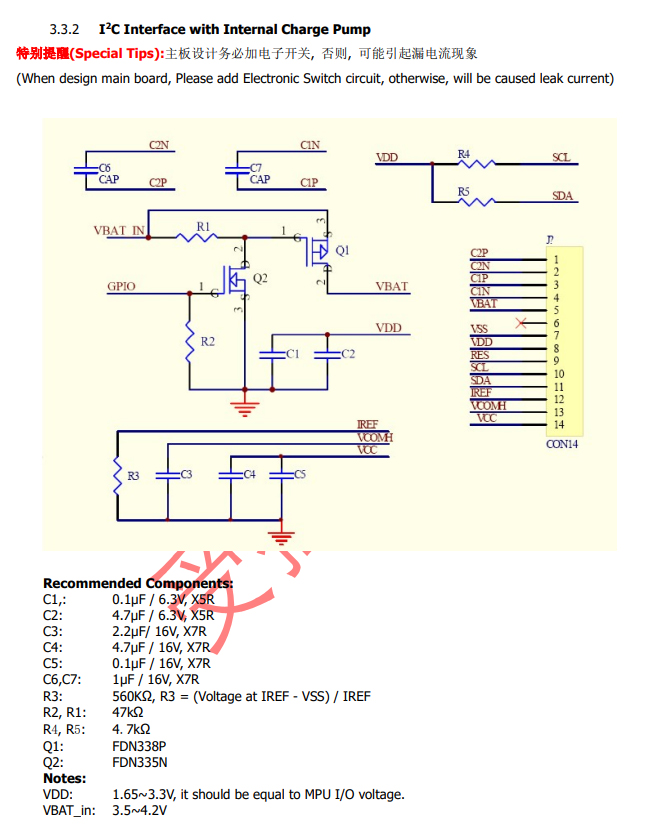 3.3.2 I²C Interface with Internal Charge Pump
特别提醒(Special Tips):主板设计务必加电子开关, 否则, 可能引起漏电流现象
(When design main board, Please add Electronic Switch circuit, otherwise, will be caused leak current)
C2N
C6
CAP
C2P
C1N
C7
CAP
C1P
VDD
R4
SCL
R5
SDA
VBAT IN
R1
1
G
3
S
Q1
D
2
VBAT
GPIO
1
G
2
D
Q2
S
3
R2
VDD
C1
C2
J?
C2P
1
C2N
2
C1P
3
C1N
4
VBAT
5
6
VSS
7
VDD
8
RES
9
SCL
10
SDA
11
IREF
12
VCOMH
13
VCC
14
CON14
IREF
VCOMH
VCC
R3
C3
C4
C5
Recommended Components:
C1,: 0.1μF / 6.3V, X5R
C2: 4.7μF / 6.3V, X5R
C3: 2.2μF/ 16V, X7R
C4: 4.7μF / 16V, X7R
C5: 0.1μF / 16V, X7R
C6,C7: 1μF / 16V, X7R
R3: 560KΩ, R3 = (Voltage at IREF - VSS) / IREF
R2, R1: 47kΩ
R4, R5: 4. 7kΩ
Q1: FDN338P
Q2: FDN335N
Notes:
VDD: 1.65~3.3V, it should be equal to MPU I/O voltage.
VBAT_in: 3.5~4.2V